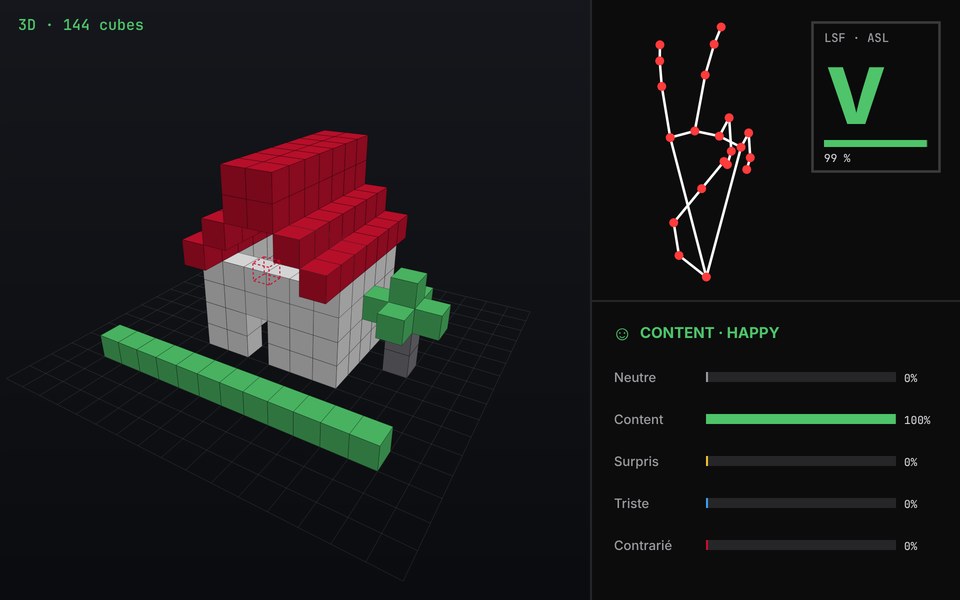 3D · 144 cubes
LSF · ASL
V
99 %
☺ CONTENT · HAPPY
Neutre 0%
Content 100%
Surpris 0%
Triste 0%
Contrarié 0%